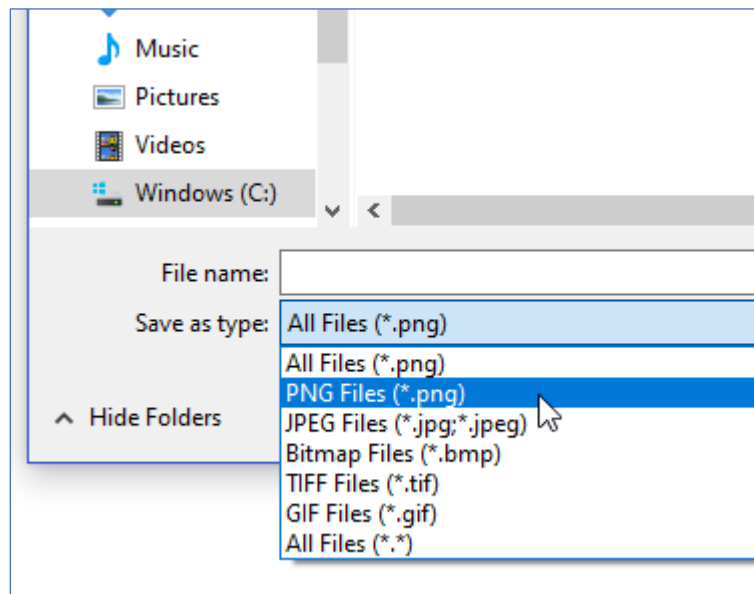 Music
Pictures
Videos
Windows (C:)
File name:
Save as type: All Files (*.png)
All Files (*.png)
PNG Files (*.png)
JPEG Files (*.jpg;*.jpeg)
Bitmap Files (*.bmp)
TIFF Files (*.tif)
GIF Files (*.gif)
All Files (*.*)
Hide Folders